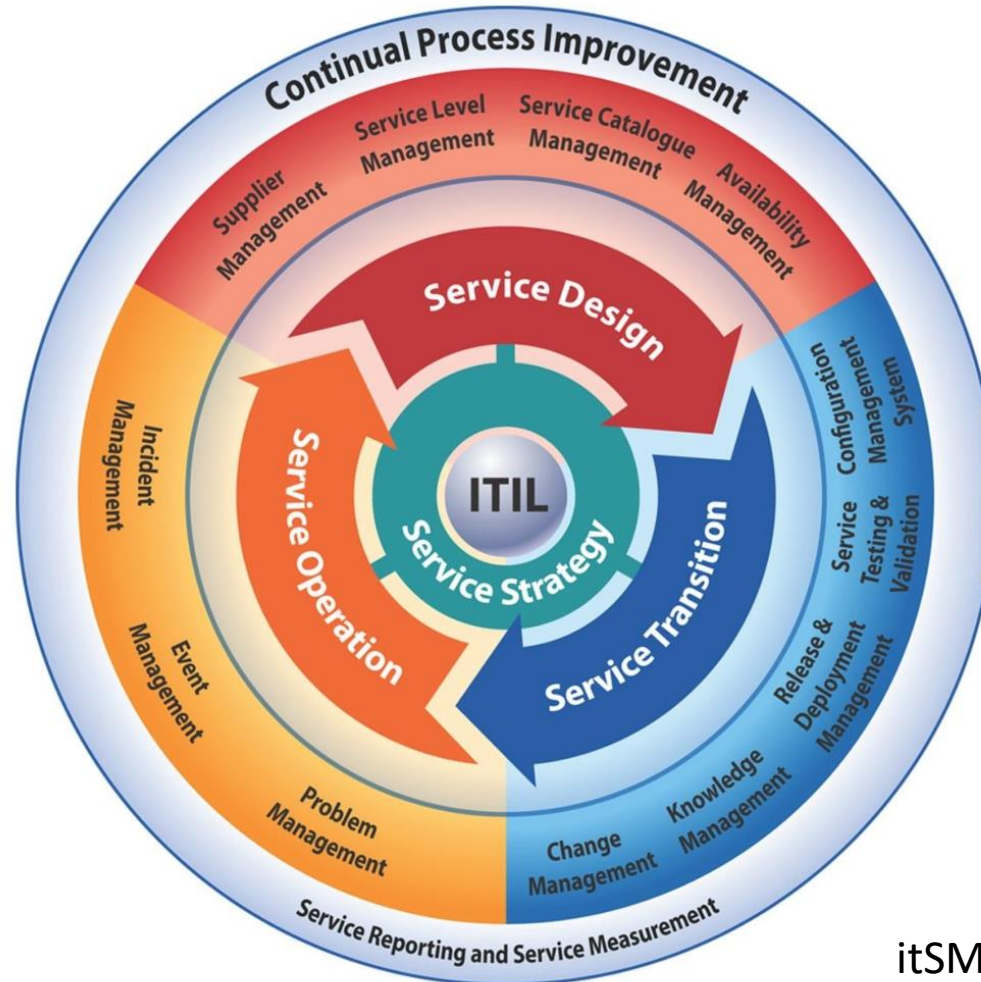 Continual Process Improvement
Supplier
Management
Service Level
Management
Service Catalogue
Management
Availability
Management
Configuration
Management
System
Service
Testing &
Validation
Release &
Deployment
Management
Knowledge
Management
Change
Management
Problem
Management
Event
Management
Incident
Management
Service Design
Service Transition
Service Operation
Service Strategy
ITIL
Service Reporting and Service Measurement
itSM